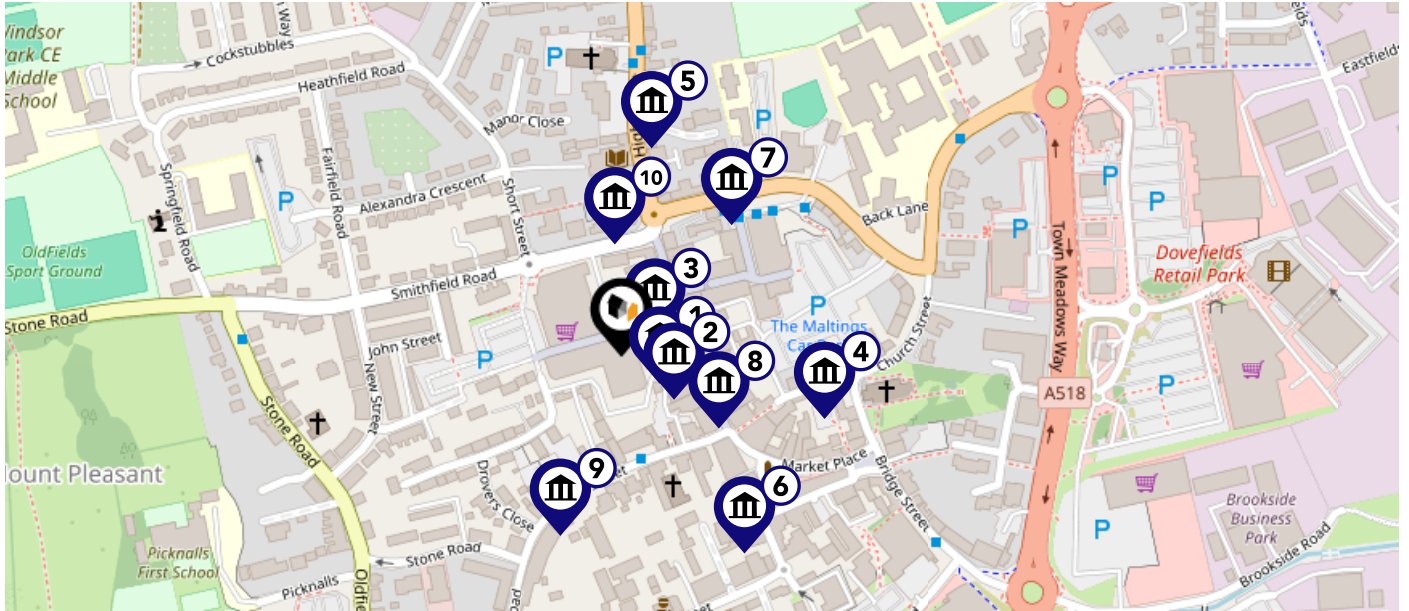 Cockstubbles
Heathfield Road
Park CE
Middle
School
5
Manor Close
P
P
Eastfields
7
10
Springfield Road
Fairfield Road
P
Alexandra Crescent
Short Street
Back Lane
P
P
P
OldFields
Sport Ground
Smithfield Road
3
Town Meadows Way
Dovefields
Retail Park
Stone Road
John Street
P
2
P
The Maltings
8
4
Church Street
New Street
A518
P
Stone Road
Mount Pleasant
Drovers Close
9
Market Place
Bridge Street
6
Brookside
Business
Park
P
Picknalls
First School
Stone Road
Picknalls
Brookside Road